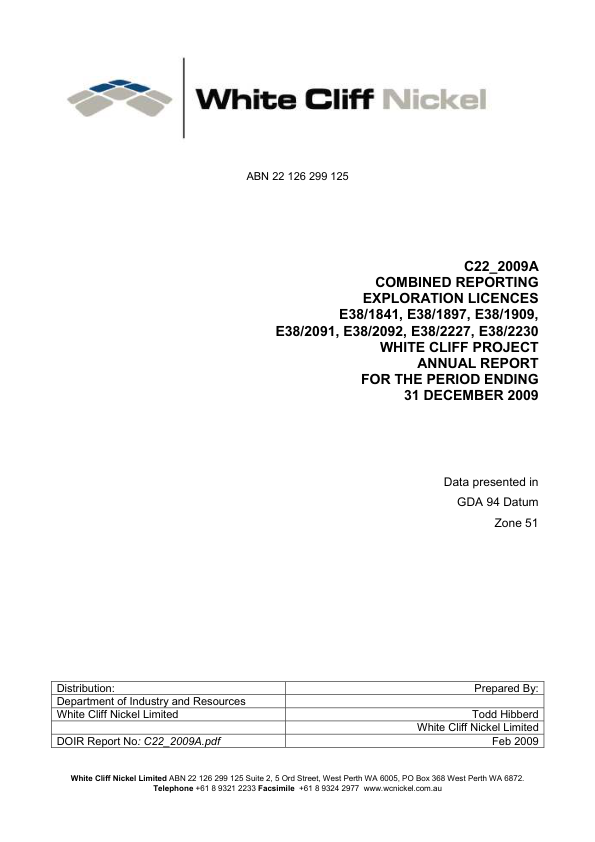 White Cliff Nickel
ABN 22 126 299 125
C22_2009A
COMBINED REPORTING
EXPLORATION LICENCES
E38/1841, E38/1897, E38/1909,
E38/2091, E38/2092, E38/2227, E38/2230
WHITE CLIFF PROJECT
ANNUAL REPORT
FOR THE PERIOD ENDING
31 DECEMBER 2009
Data presented in
GDA 94 Datum
Zone 51
Distribution: Prepared By:
Department of Industry and Resources
White Cliff Nickel Limited Todd Hibberd
White Cliff Nickel Limited
DOIR Report No: C22_2009A.pdf Feb 2009
White Cliff Nickel Limited ABN 22 126 299 125 Suite 2, 5 Ord Street, West Perth WA 6005, PO Box 368 West Perth WA 6872.
Telephone +61 8 9321 2233 Facsimile +61 8 9324 2977 www.wcnickel.com.au